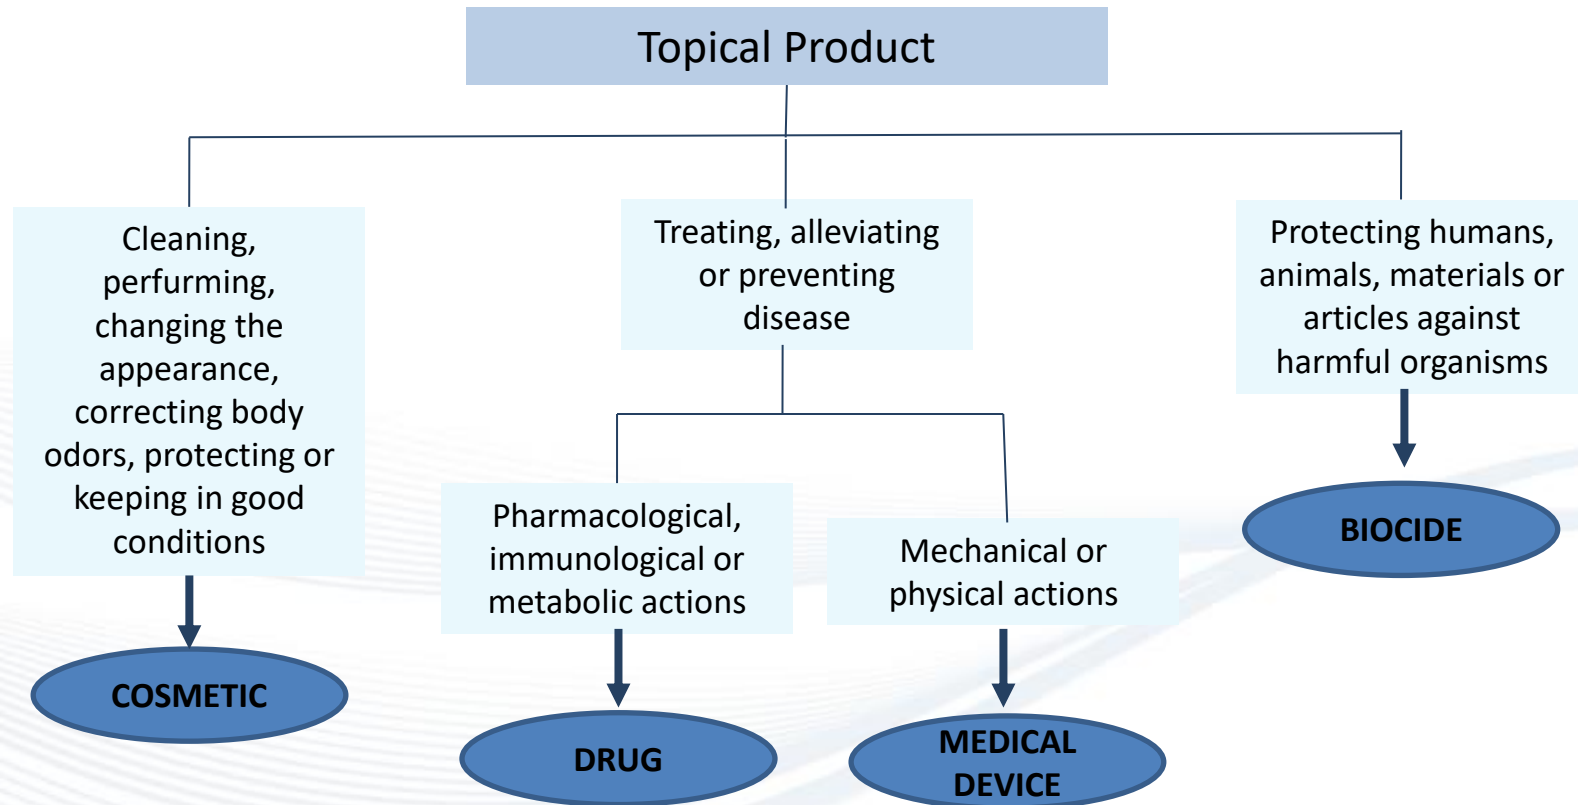 Topical Product
Cleaning,
perfurming,
changing the
appearance,
correcting body
odors, protecting or
keeping in good
conditions
COSMETIC
Treating, alleviating
or preventing
disease
Pharmacological,
immunological or
metabolic actions
DRUG
Mechanical or
physical actions
MEDICAL
DEVICE
Protecting humans,
animals, materials or
articles against
harmful organisms
BIOCIDE